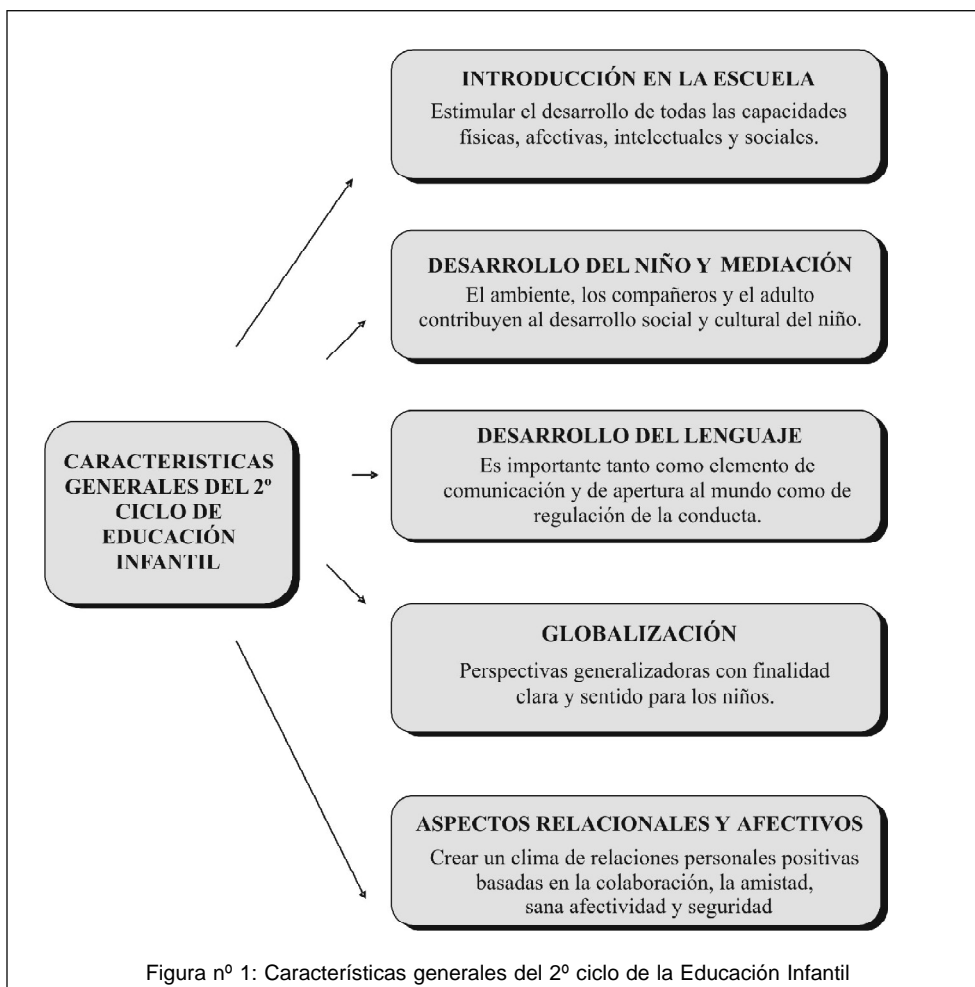 INTRODUCCIÓN EN LA ESCUELA
Estimular el desarrollo de todas las capacidades
físicas, afectivas, intelectuales y sociales.
DESARROLLO DEL NIÑO Y MEDIACIÓN
El ambiente, los compañeros y el adulto
contribuyen al desarrollo social y cultural del niño.
CARACTERISTICAS
GENERALES DEL 2º
CICLO DE
EDUCACIÓN
INFANTIL
DESARROLLO DEL LENGUAJE
Es importante tanto como elemento de
comunicación y de apertura al mundo como de
regulación de la conducta.
GLOBALIZACIÓN
Perspectivas generalizadoras con finalidad
clara y sentido para los niños.
ASPECTOS RELACIONALES Y AFECTIVOS
Crear un clima de relaciones personales positivas
basadas en la colaboración, la amistad,
sana afectividad y seguridad
Figura nº 1: Características generales del 2º ciclo de la Educación Infantil